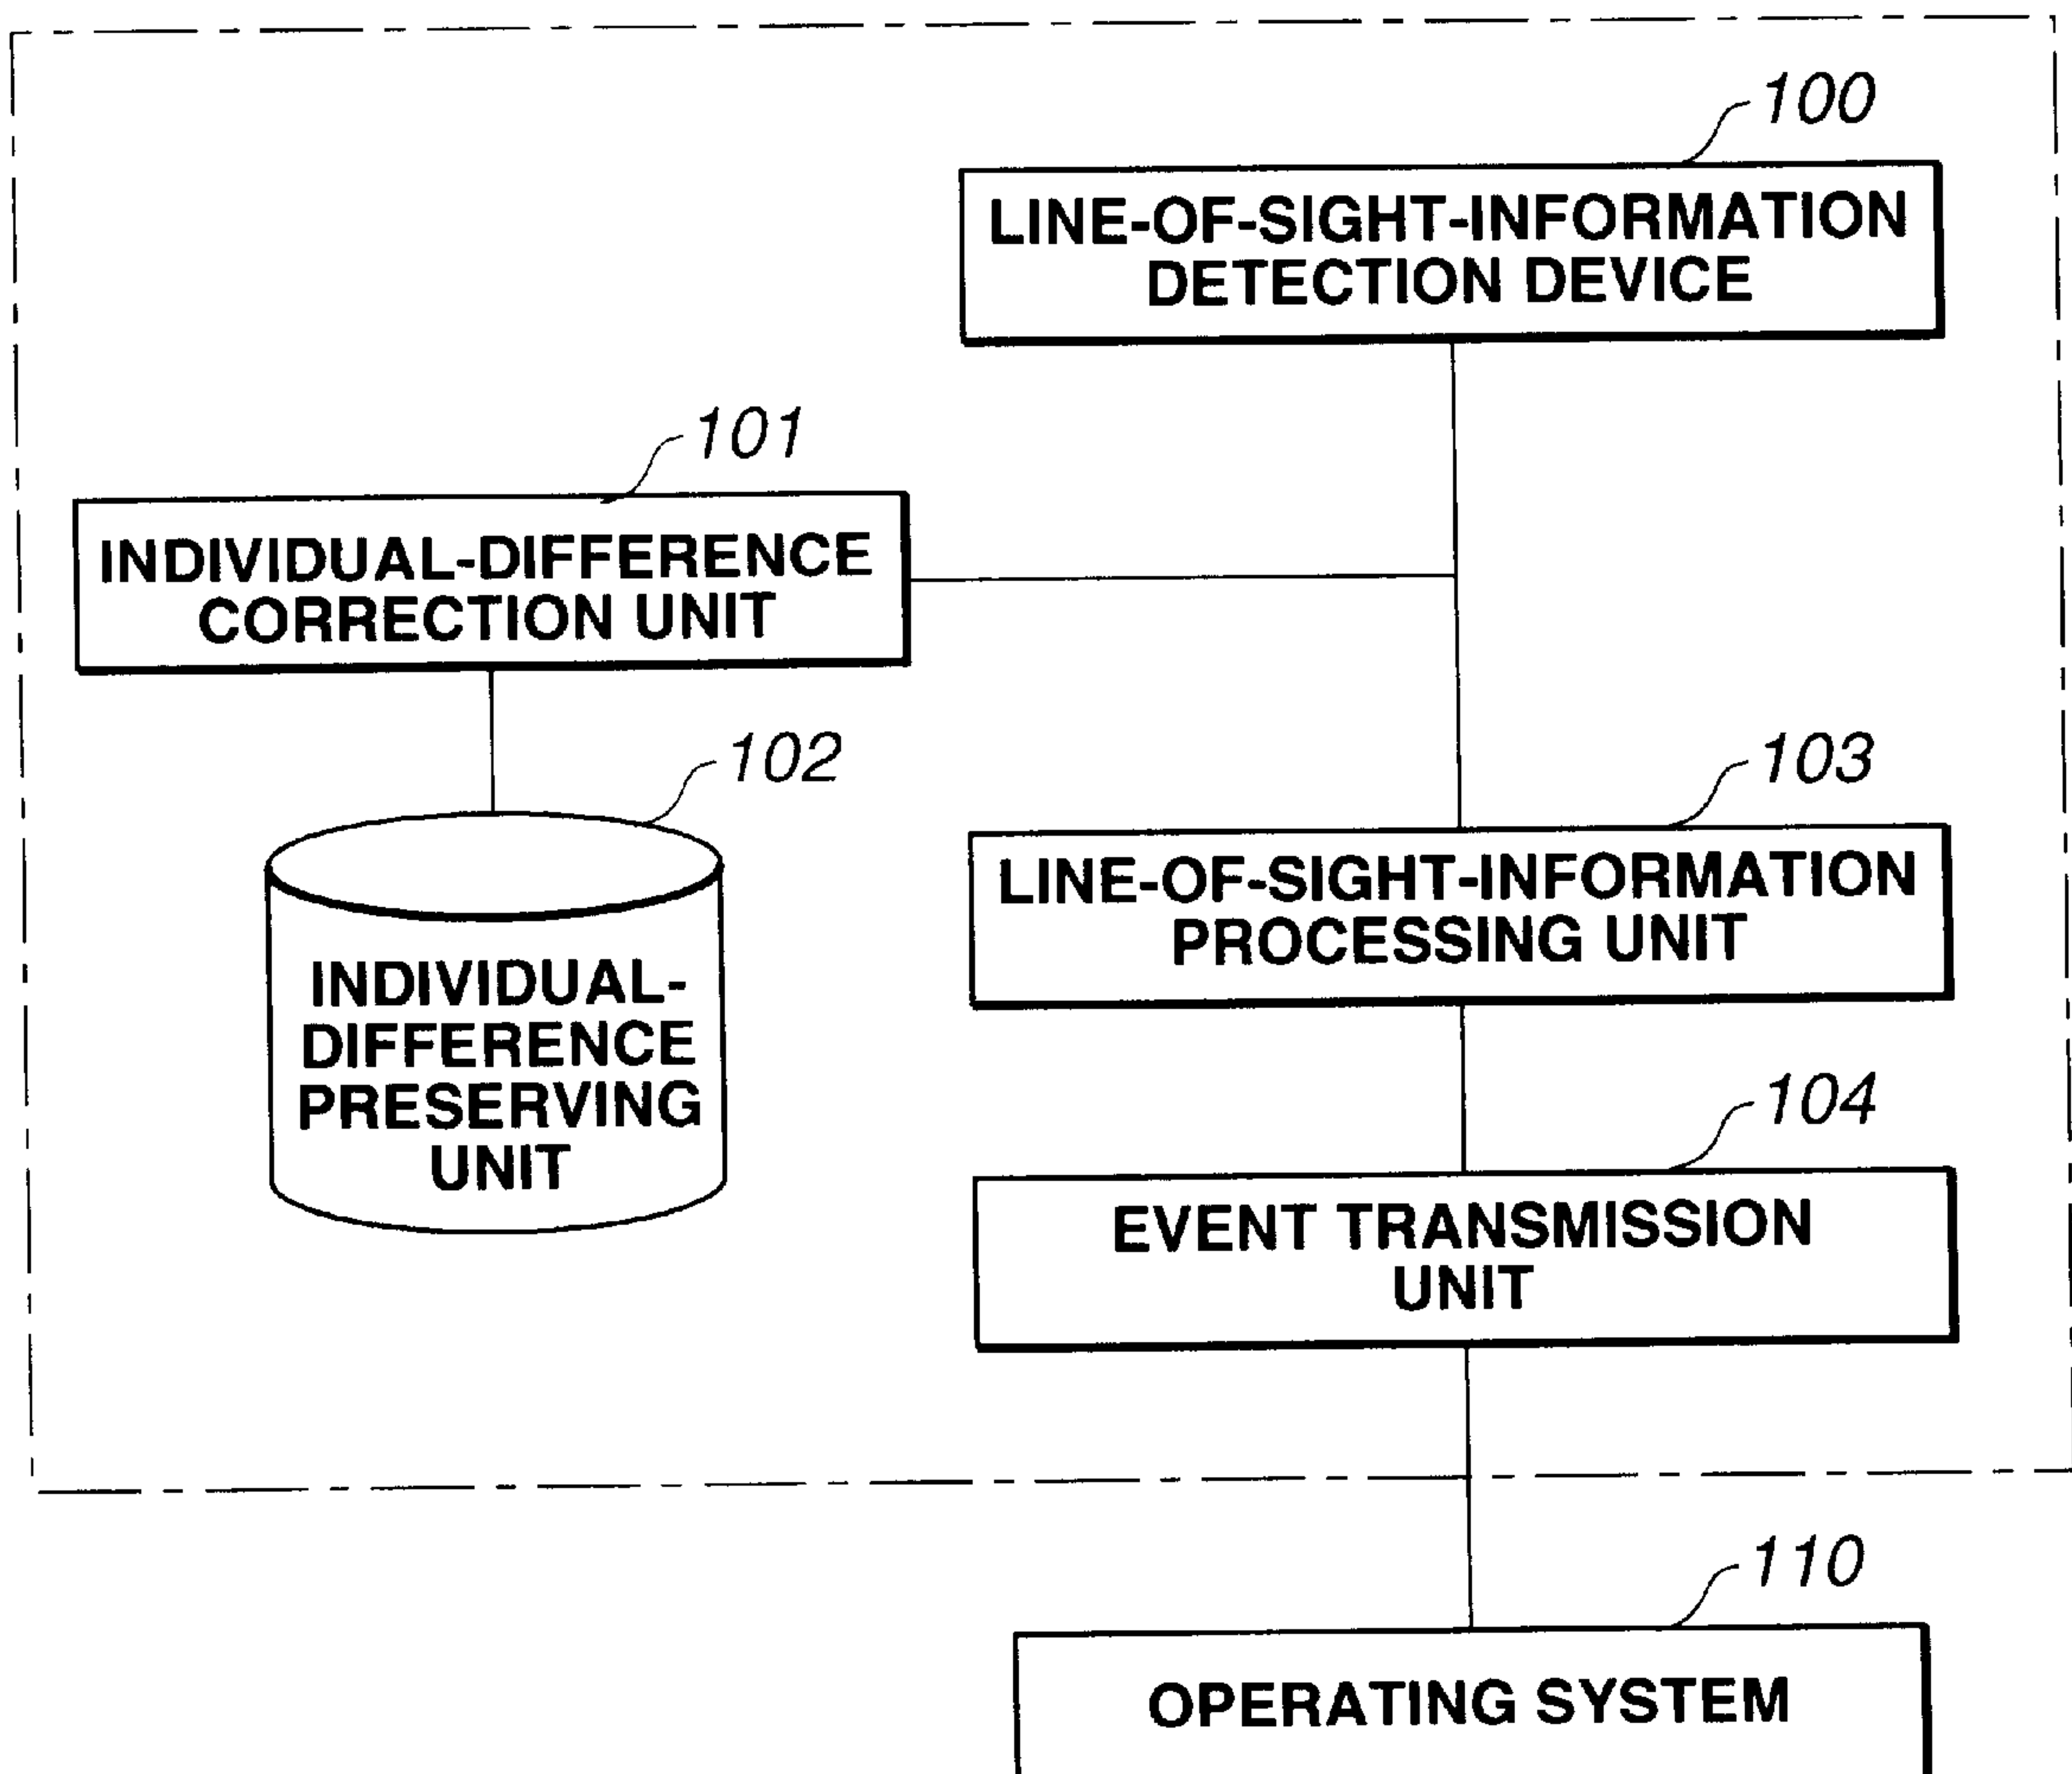 100
LINE-OF-SIGHT-INFORMATION
DETECTION DEVICE
101
INDIVIDUAL-DIFFERENCE
CORRECTION UNIT
102
INDIVIDUAL-
DIFFERENCE
PRESERVING
UNIT
103
LINE-OF-SIGHT-INFORMATION
PROCESSING UNIT
104
EVENT TRANSMISSION
UNIT
110
OPERATING SYSTEM